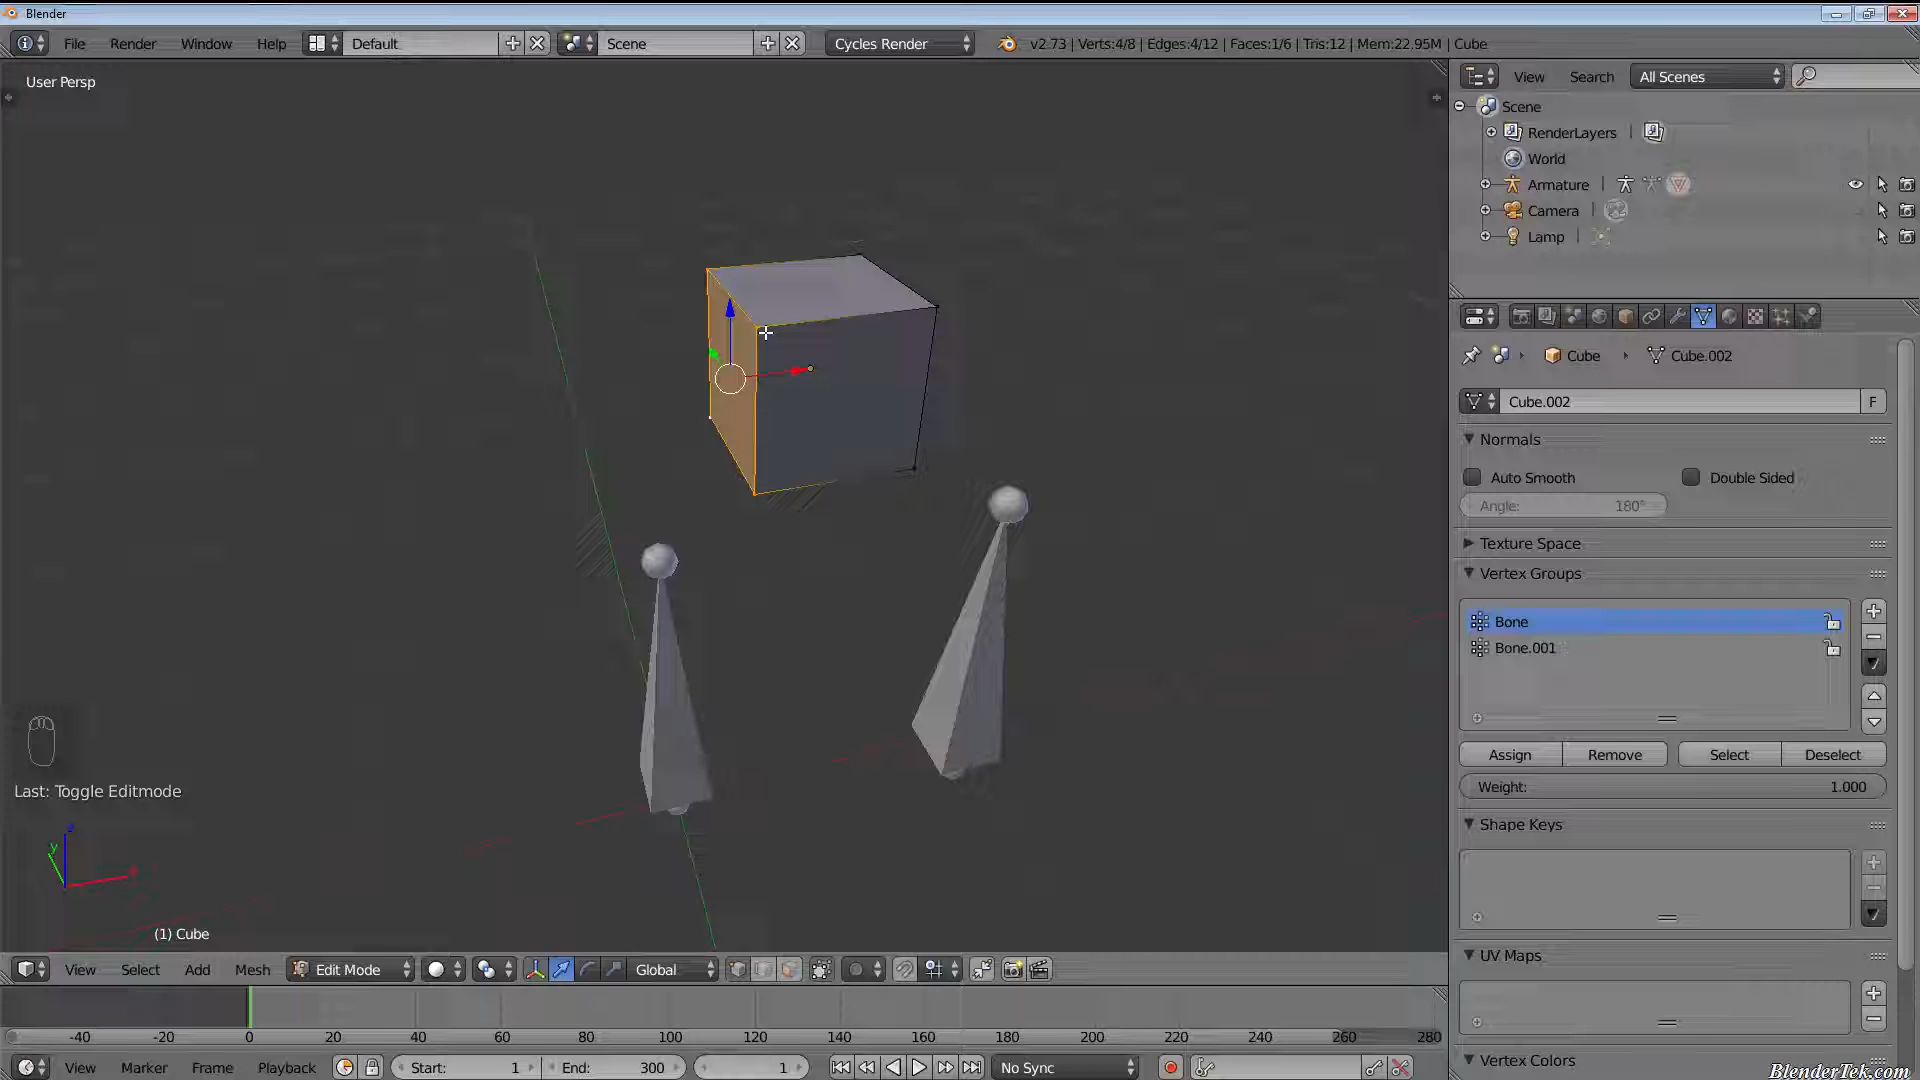 Blender
File Render Window Help Default Scene Cycles Render v2.73 | Verts:4/8 | Edges:4/12 | Faces:1/6 | Tris:12 | Mem:22.95M | Cube
User Persp
View Search All Scenes
Scene
RenderLayers
World
Armature
Camera
Lamp
Cube Cube.002
Cube.002 F
Normals
Auto Smooth Double Sided
Angle: 180°
Texture Space
Vertex Groups
Bone
Bone.001
Assign Remove Select Deselect
Weight: 1.000
Last: Toggle Editmode
Shape Keys
z
y
(1) Cube
UV Maps
View Select Add Mesh Edit Mode Global
-40 -20 0 20 40 60 80 100 120 140 160 180 200 220 240 260 280
Vertex Colors
View Marker Frame Playback Start: 1 End: 300 1 No Sync
BlenderTek.com